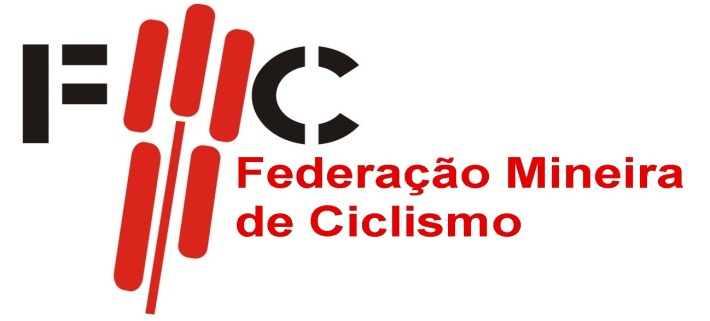 FMC
Federação Mineira
de Ciclismo